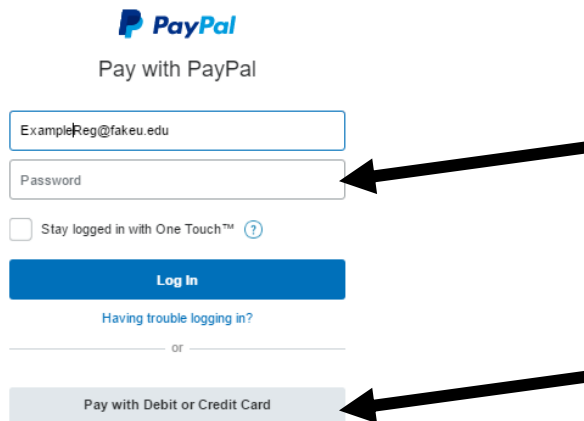 PayPal
Pay with PayPal
ExampleReg@fakeu.edu
Password
Stay logged in with One Touch™ ?
Log In
Having trouble logging in?
or
Pay with Debit or Credit Card